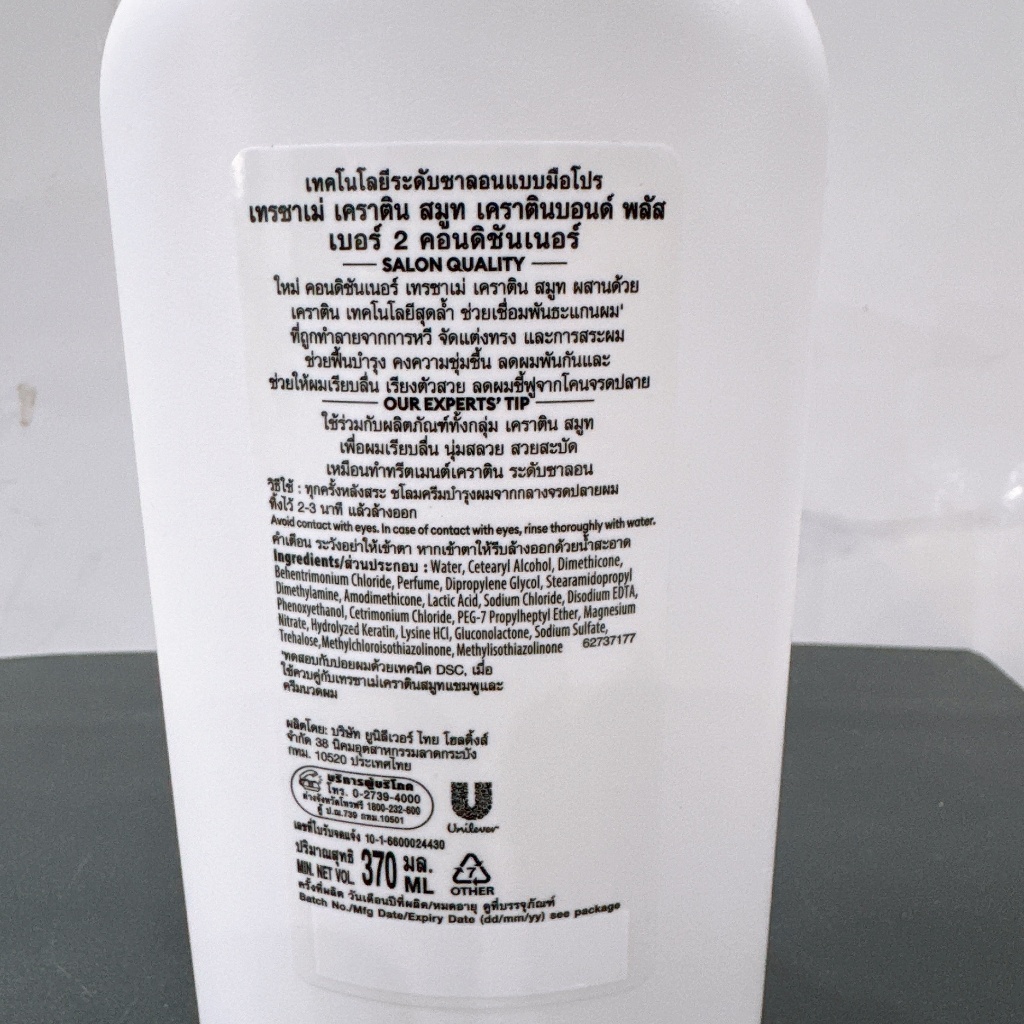 เทคโนโลยีระดับซาลอนแบบมือโปร
เทรซาเม่ เคราติน สมูท เคราตินบอนด์ พลัส
เบอร์ 2 คอนดิชันเนอร์
SALON QUALITY
ใหม่ คอนดิชันเนอร์ เทรซาเม่ เคราติน สมูท ผสานด้วย
เคราติน เทคโนโลยีสุดล้ำ ช่วยเชื่อมพันธะแกนผม'
ที่ถูกทำลายจากการหวี จัดแต่งทรง และการสระผม
ช่วยฟื้นบำรุง คงความชุ่มชื้น ลดผมพันกันและ
ช่วยให้ผมเรียบลื่น เรียงตัวสวย ลดผมชี้ฟูจากโคนจรดปลาย
OUR EXPERTS' TIP
ใช้ร่วมกับผลิตภัณฑ์ทั้งกลุ่ม เคราติน สมูท
เพื่อผมเรียบลื่น นุ่มสลวย สวยสะบัด
เหมือนทำทรีตเมนต์เคราติน ระดับซาลอน
วิธีใช้ : ทุกครั้งหลังสระ ชโลมครีมบำรุงผมจากกลางจรดปลายผม
ทิ้งไว้ 2-3 นาที แล้วล้างออก
Avoid contact with eyes. In case of contact with eyes, rinse thoroughly with water.
คำเตือน ระวังอย่าให้เข้าตา หากเข้าตาให้รีบล้างออกด้วยน้ำสะอาด
Ingredients/ส่วนประกอบ : Water, Cetearyl Alcohol, Dimethicone,
Behentrimonium Chloride, Perfume, Dipropylene Glycol, Stearamidopropyl
Dimethylamine, Amodimethicone, Lactic Acid, Sodium Chloride, Disodium EDTA,
Phenoxyethanol, Cetrimonium Chloride, PEG-7 Propylheptyl Ether, Magnesium
Nitrate, Hydrolyzed Keratin, Lysine HCl, Gluconolactone, Sodium Sulfate,
Trehalose,Methylchloroisothiazolinone, Methylisothiazolinone 62737177
'ทดสอบกับปอยผมด้วยเทคนิค DSC, เมื่อ
ใช้ควบคู่กับเทรซาเม่เคราตินสมูทแชมพูและ
ครีมนวดผม
ผลิตโดย: บริษัท ยูนิลีเวอร์ ไทย โฮลดิ้งส์
จำกัด 38 นิคมอุตสาหกรรมลาดกระบัง
กทม. 10520 ประเทศไทย
บริการผู้บริโภค
โทร. 0-2739-4000
ต่างจังหวัดโทรฟรี 1800-232-600
ตู้ ป.ณ.739 กทม.10501
Unilever
เลขที่ใบรับจดแจ้ง 10-1-6600024430
ปริมาณสุทธิ 370 มล.
MIN. NET VOL. ML
7
OTHER
ครั้งที่ผลิต วันเดือนปีที่ผลิต/หมดอายุ ดูที่บรรจุภัณฑ์
Batch No./Mfg Date/Expiry Date (dd/mm/yy) see package